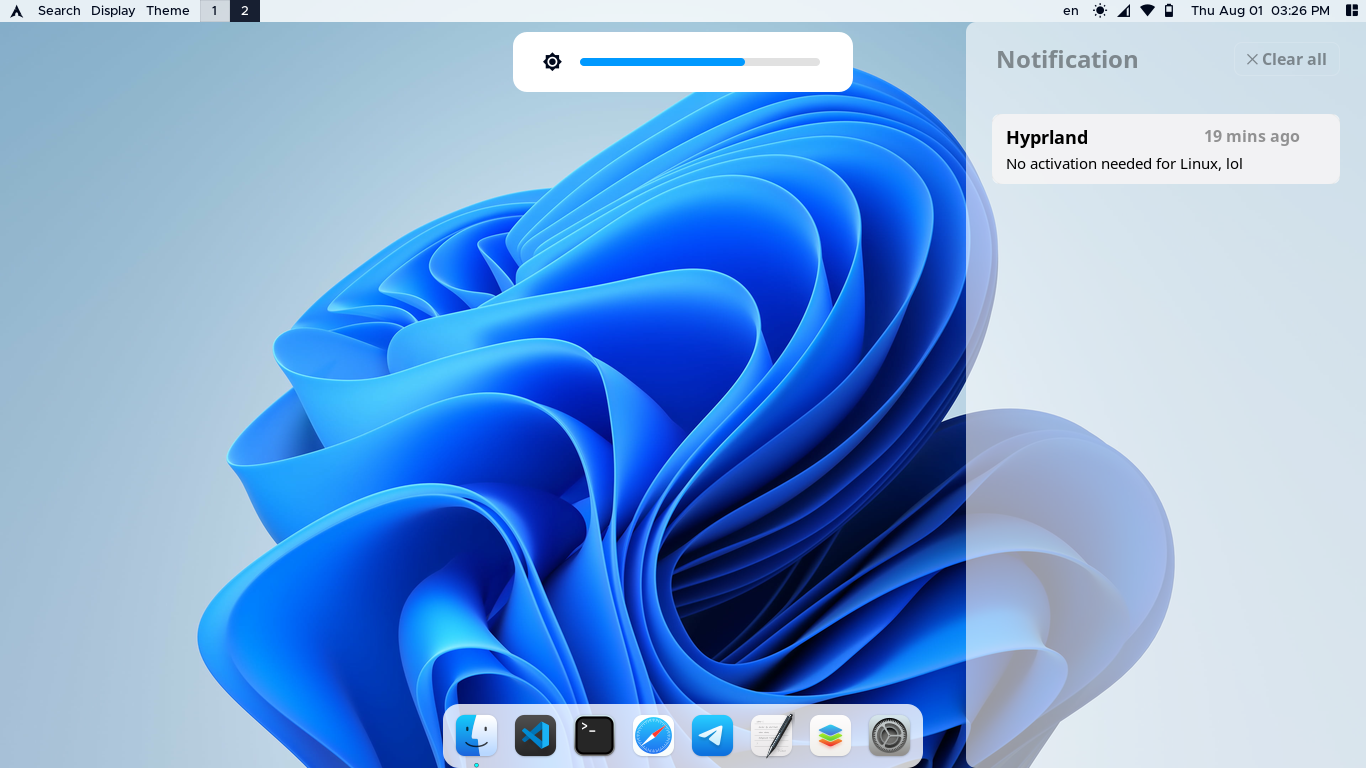 Search Display Theme 1 2 en Thu Aug 01 03:26 PM
Notification
Clear all
Hyprland 19 mins ago
No activation needed for Linux, lol
>_